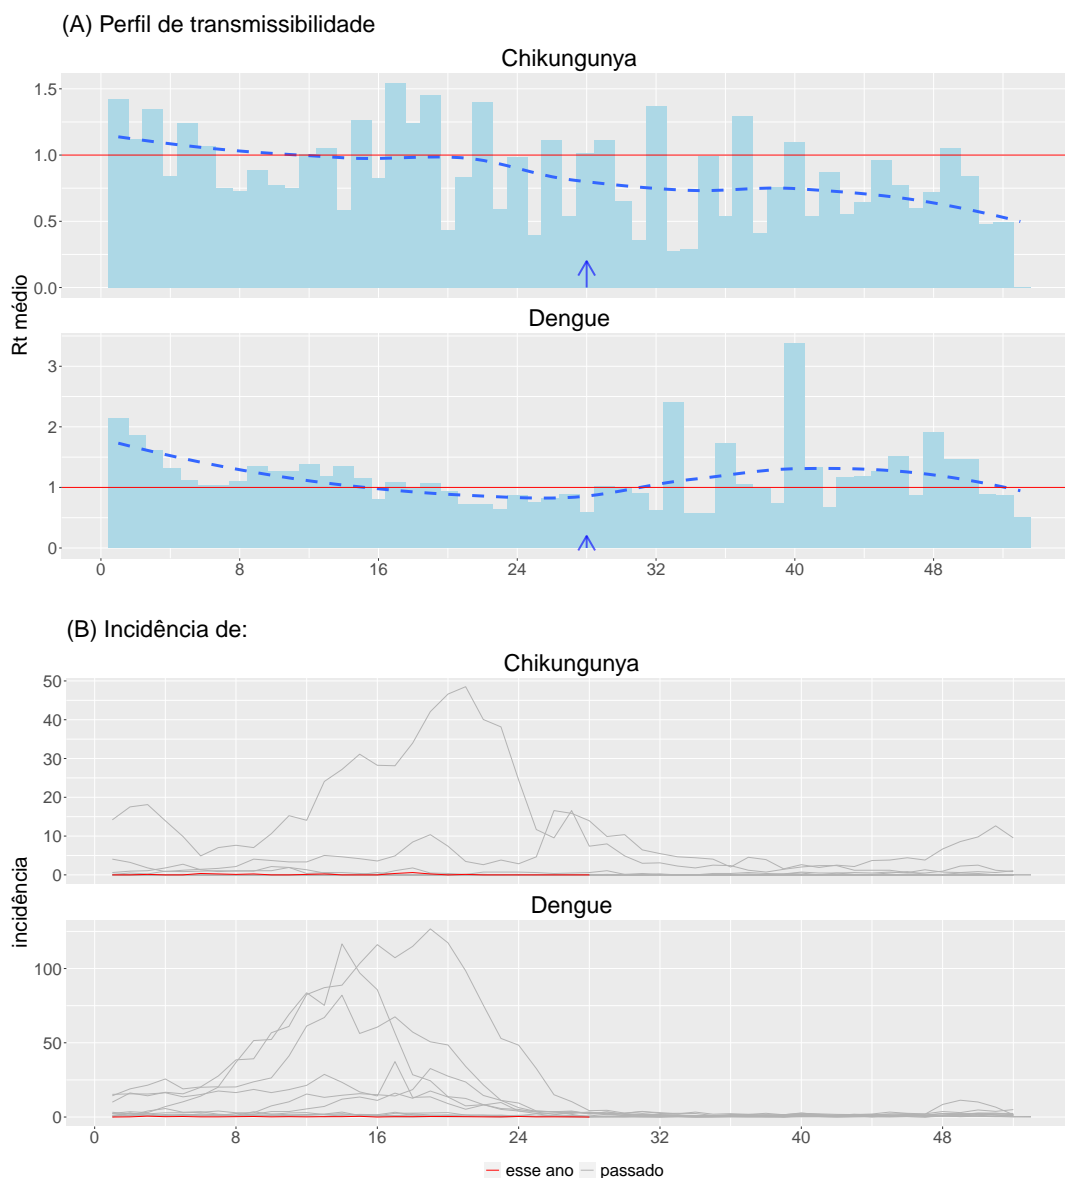 (A) Perfil de transmissibilidade
Chikungunya
1.5
1.0
0.5
0.0
Rt médio
Dengue
3
2
1
0
0 8 16 24 32 40 48
(B) Incidência de:
Chikungunya
50
40
30
20
10
0
incidência
Dengue
100
50
0
0 8 16 24 32 40 48
esse ano passado